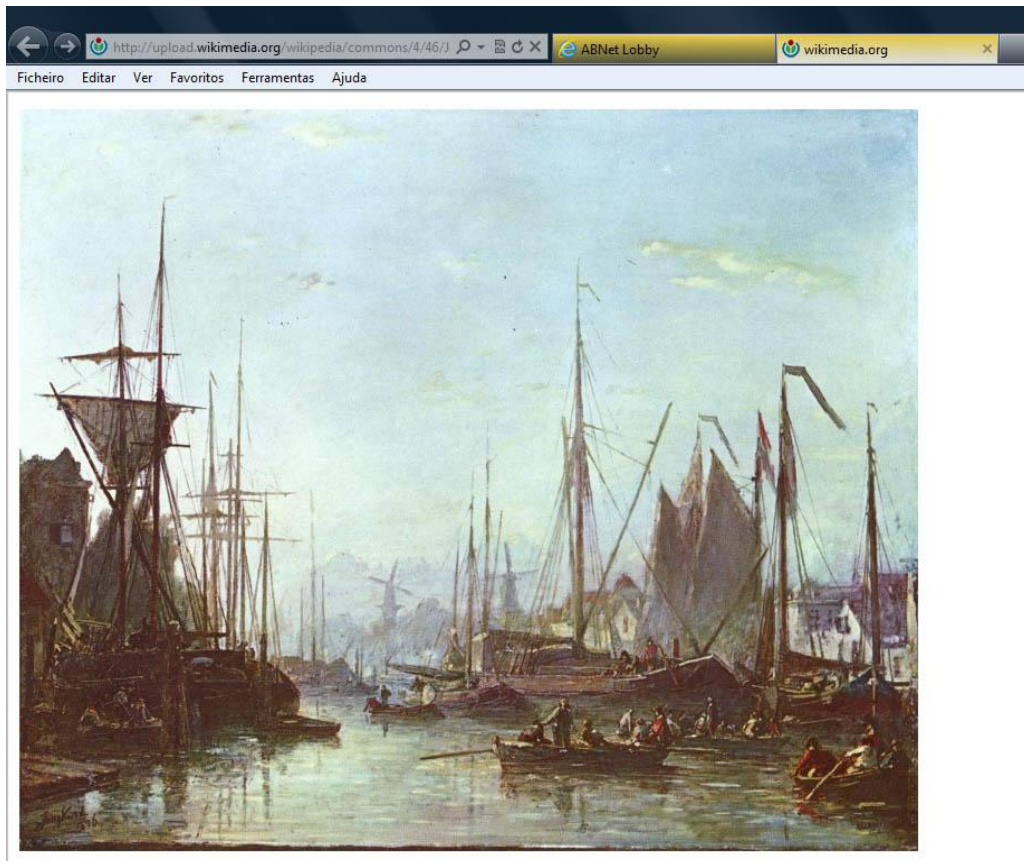 http://upload.wikimedia.org/wikipedia/commons/4/46/J
ABNet Lobby
wikimedia.org
Ficheiro Editar Ver Favoritos Ferramentas Ajuda